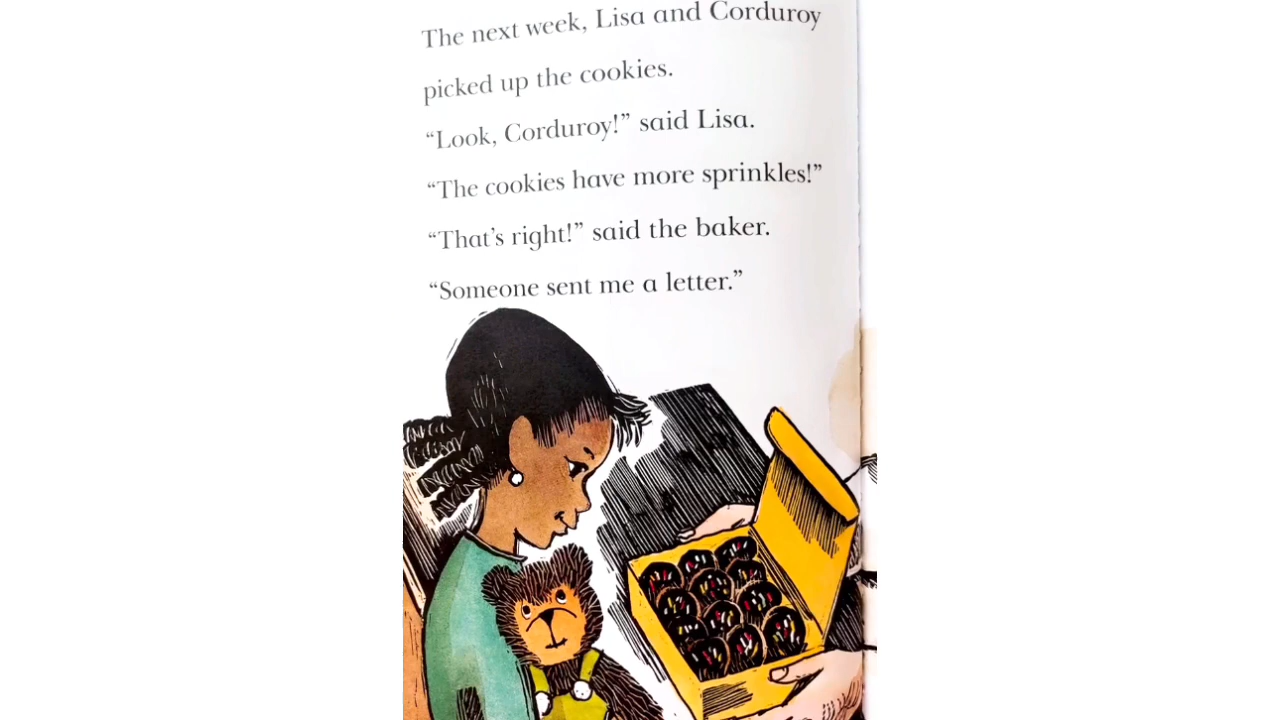 The next week, Lisa and Corduroy
picked up the cookies.
“Look, Corduroy!” said Lisa.
“The cookies have more sprinkles!”
“That’s right!” said the baker.
“Someone sent me a letter.”